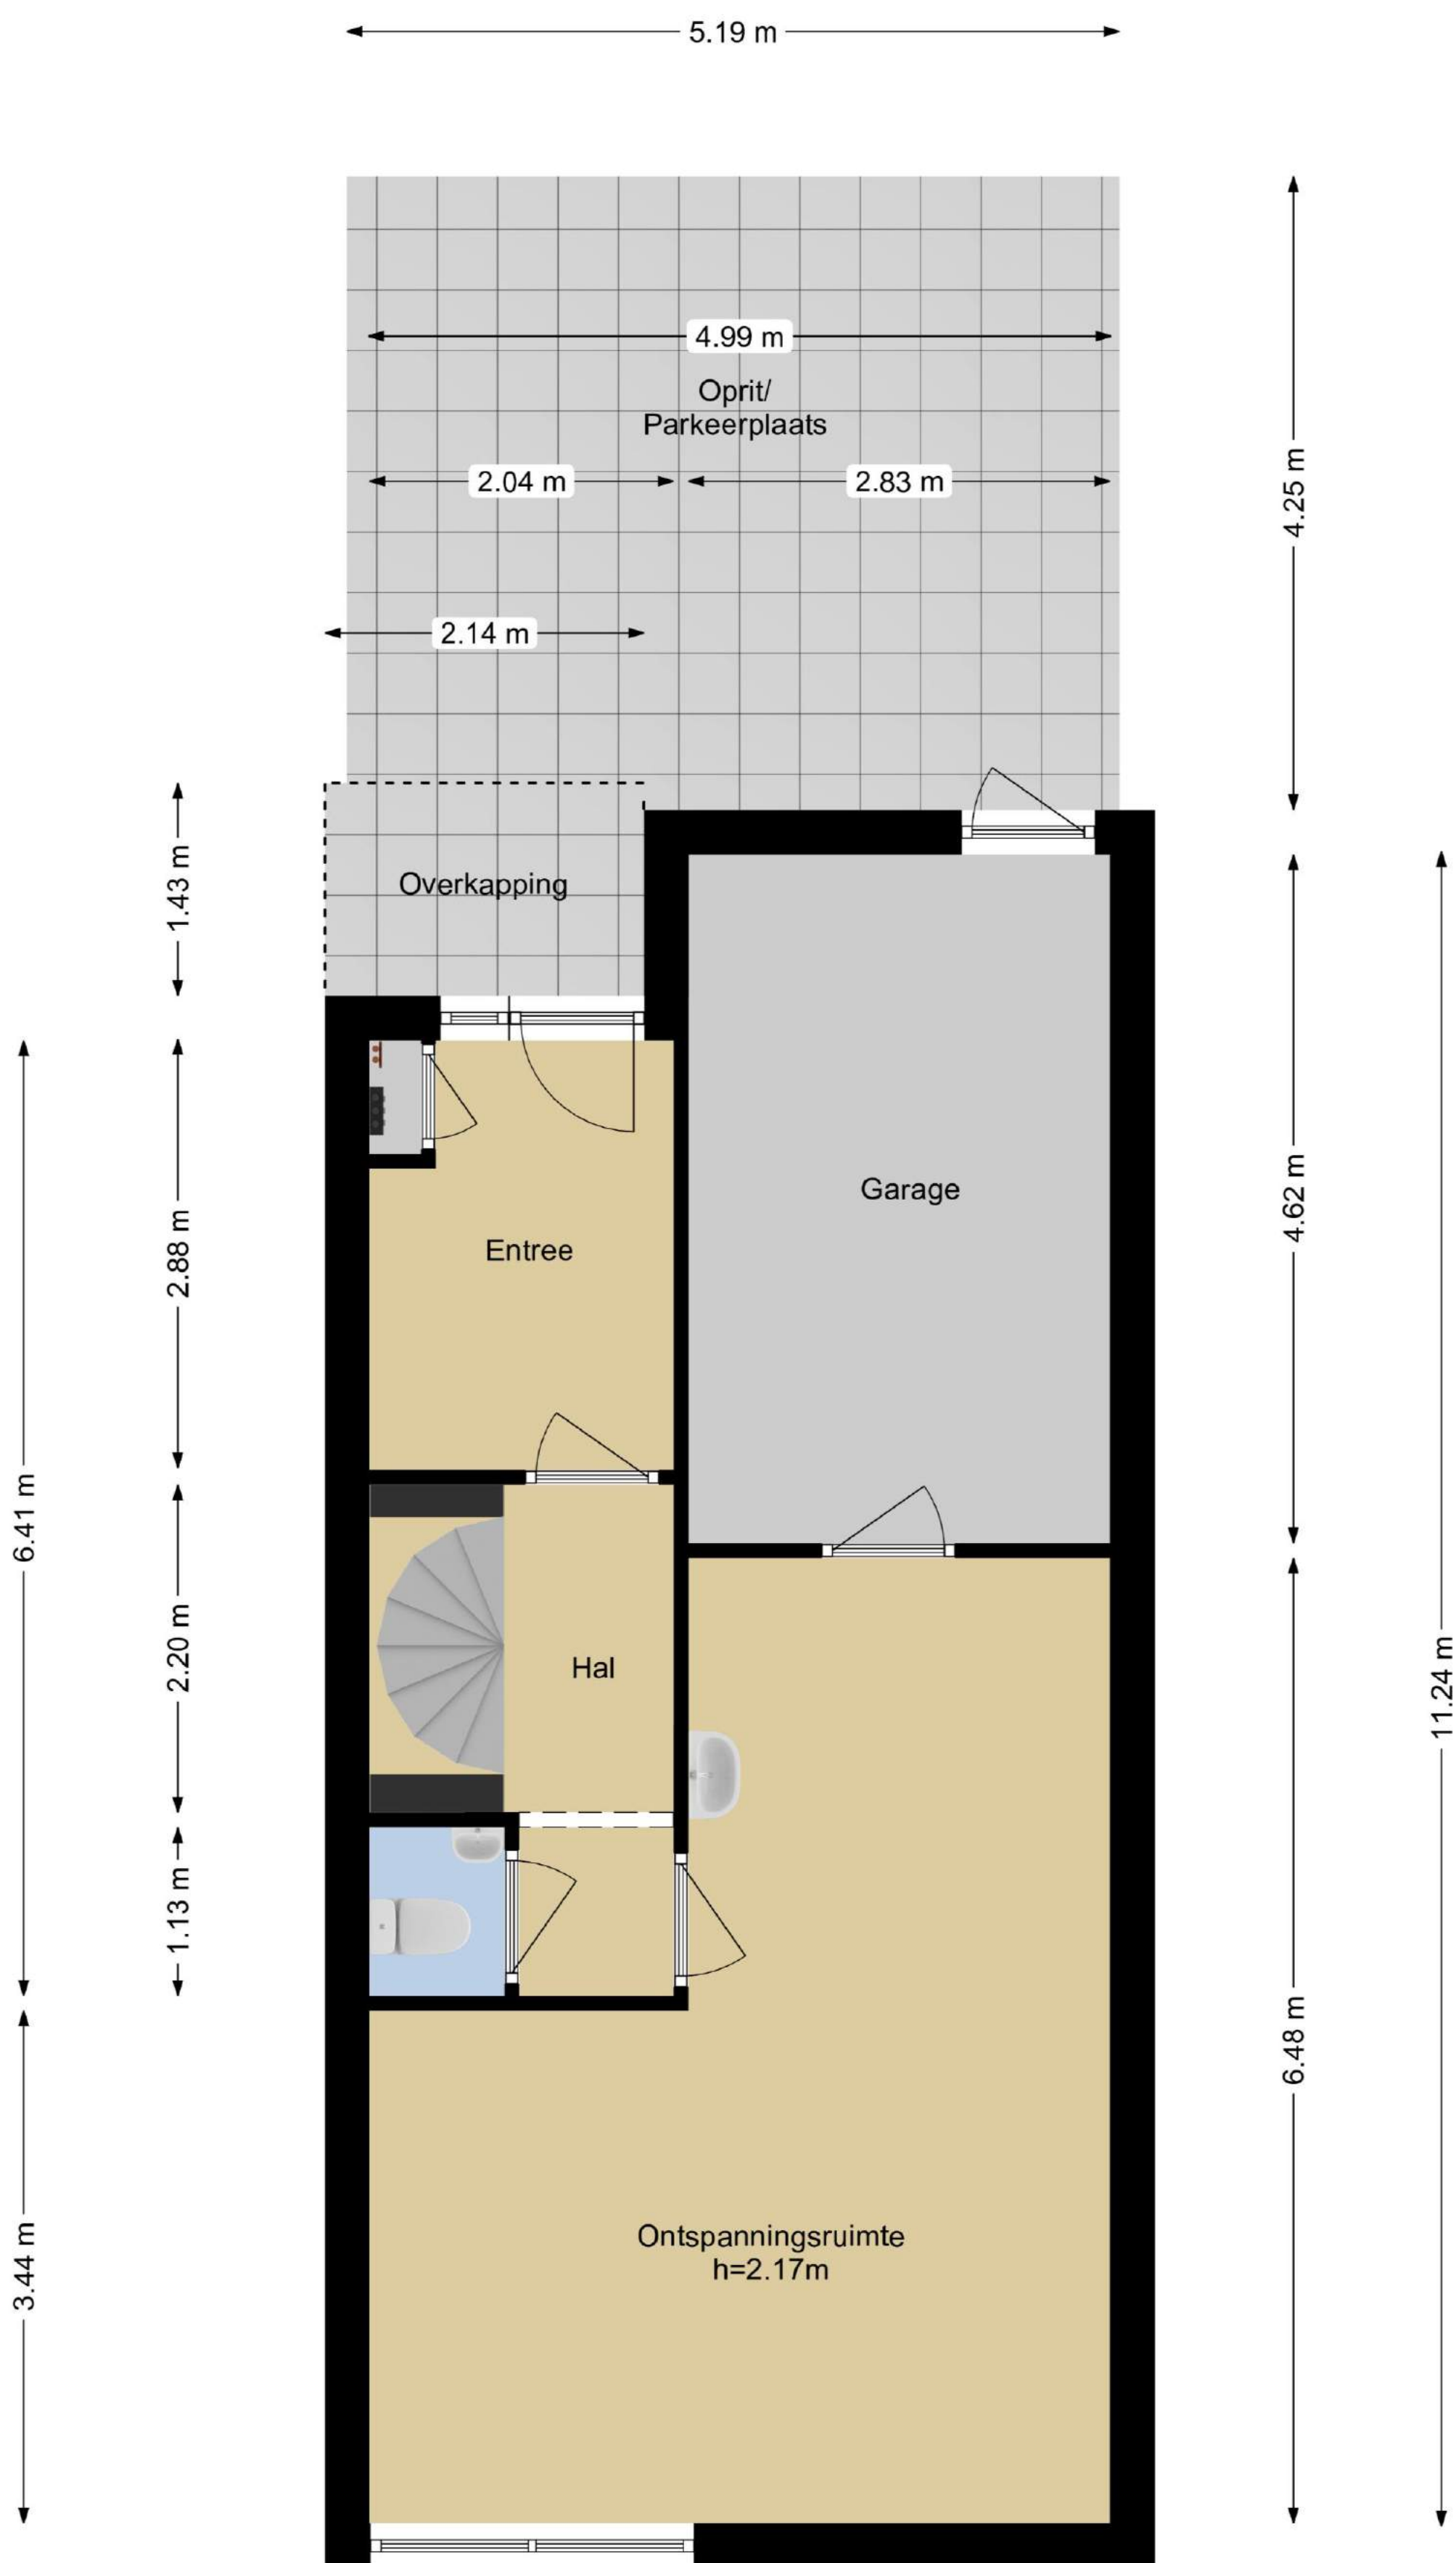 5.19 m
4.99 m
Oprit/
Parkeerplaats
2.04 m
2.83 m
4.25 m
2.14 m
1.43 m
Overkapping
4.62 m
Garage
2.88 m
Entree
6.41 m
2.20 m
Hal
11.24 m
1.13 m
6.48 m
3.44 m
Ontspanningsruimte
h=2.17m